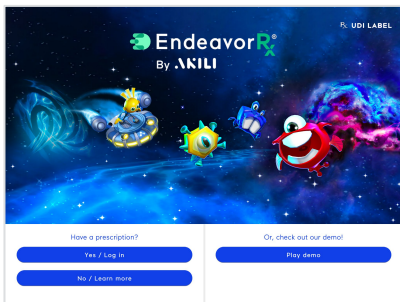 Rx UDI LABEL
EndeavorRx®
By AKILI
Have a prescription?
Yes / Log in
No / Learn more
Or, check out our demo!
Play demo